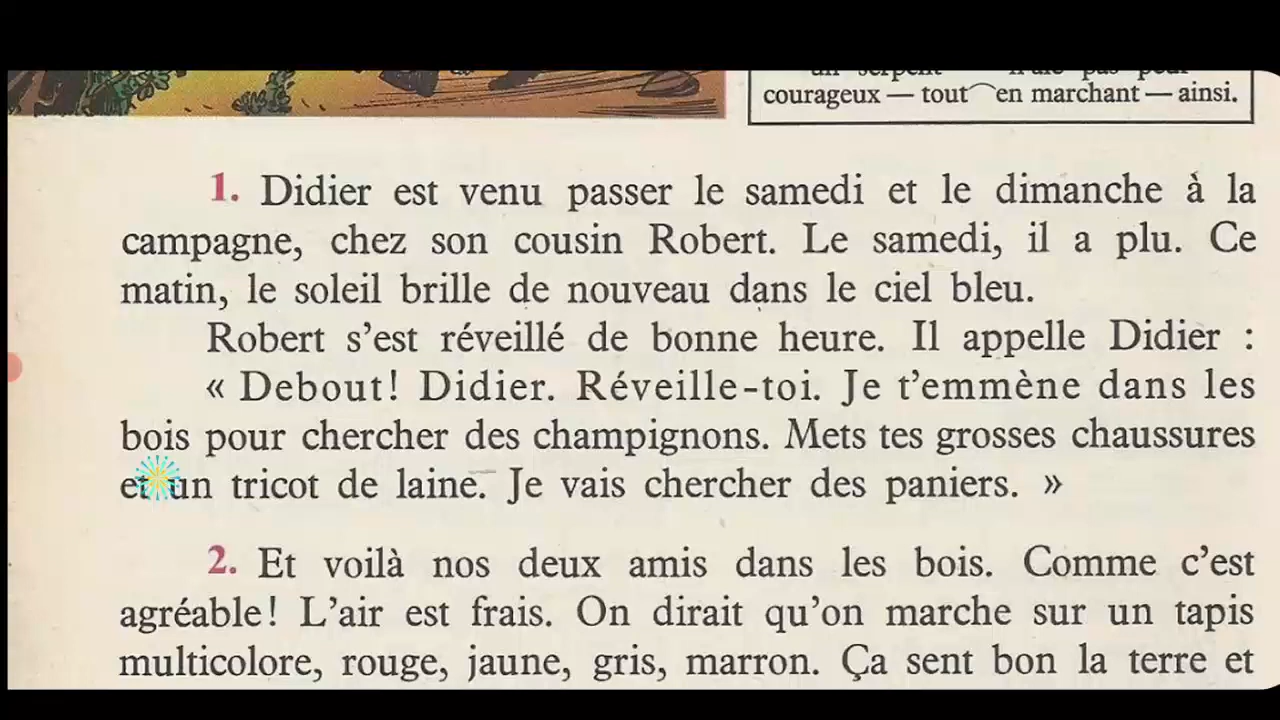 courageux — tout en marchant — ainsi.
1. Didier est venu passer le samedi et le dimanche à la
campagne, chez son cousin Robert. Le samedi, il a plu. Ce
matin, le soleil brille de nouveau dans le ciel bleu.
Robert s'est réveillé de bonne heure. Il appelle Didier :
« Debout! Didier. Réveille-toi. Je t'emmène dans les
bois pour chercher des champignons. Mets tes grosses chaussures
et un tricot de laine. Je vais chercher des paniers. »
2. Et voilà nos deux amis dans les bois. Comme c'est
agréable! L'air est frais. On dirait qu'on marche sur un tapis
multicolore, rouge, jaune, gris, marron. Ça sent bon la terre et